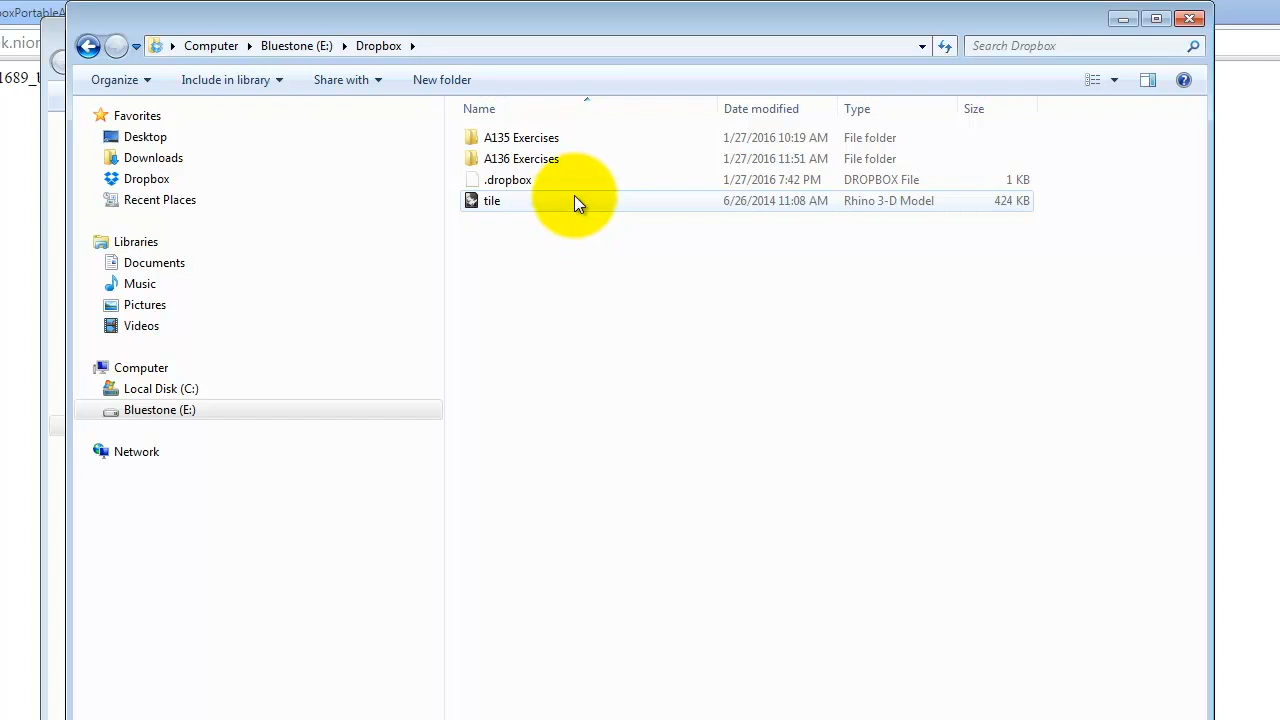 boxPortableA
k.nion
1689_
Computer Bluestone (E:) Dropbox
Search Dropbox
Organize Include in library Share with New folder
Favorites
Desktop
Downloads
Dropbox
Recent Places
Libraries
Documents
Music
Pictures
Videos
Computer
Local Disk (C:)
Bluestone (E:)
Network
Name Date modified Type Size
A135 Exercises 1/27/2016 10:19 AM File folder
A136 Exercises 1/27/2016 11:51 AM File folder
.dropbox 1/27/2016 7:42 PM DROPBOX File 1 KB
tile 6/26/2014 11:08 AM Rhino 3-D Model 424 KB